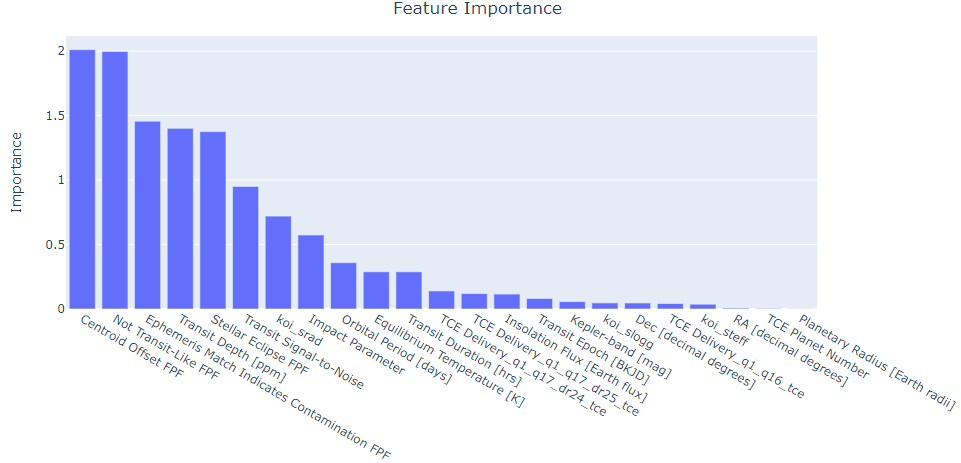 Feature Importance
Importance
2
1.5
1
0.5
0
Centroid Offset FPF
Not Transit-Like FPF
Ephemeris Match Indicates Contamination FPF
Transit Depth [ppm]
Stellar Eclipse FPF
Transit Signal-to-Noise
koi_srad
Impact Parameter
Orbital Period [days]
Equilibrium Temperature [K]
Transit Duration [hrs]
TCE Delivery_q1_q17_dr24_tce
TCE Delivery_q1_q17_dr25_tce
Insolation Flux [Earth flux]
Transit Epoch [BKJD]
Kepler-band [mag]
koi_slogg
Dec [decimal degrees]
TCE Delivery_q1_q16_tce
koi_steff
RA [decimal degrees]
TCE Planet Number
Planetary Radius [Earth radii]